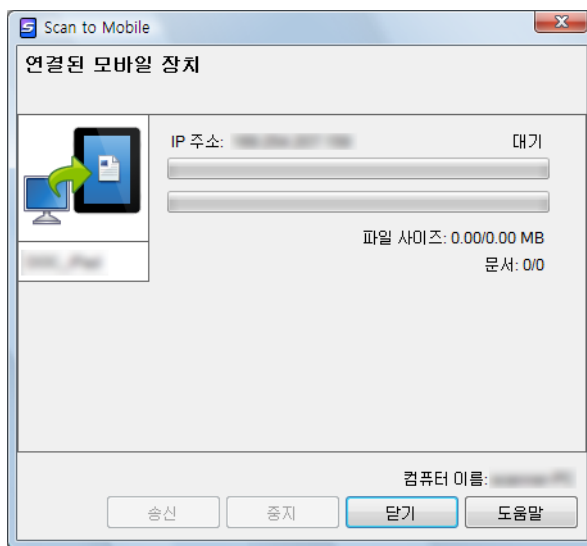 Scan to Mobile
연결된 모바일 장치
IP 주소: 대기
파일 사이즈: 0.00/0.00 MB
문서: 0/0
컴퓨터 이름:
송신 중지 닫기 도움말